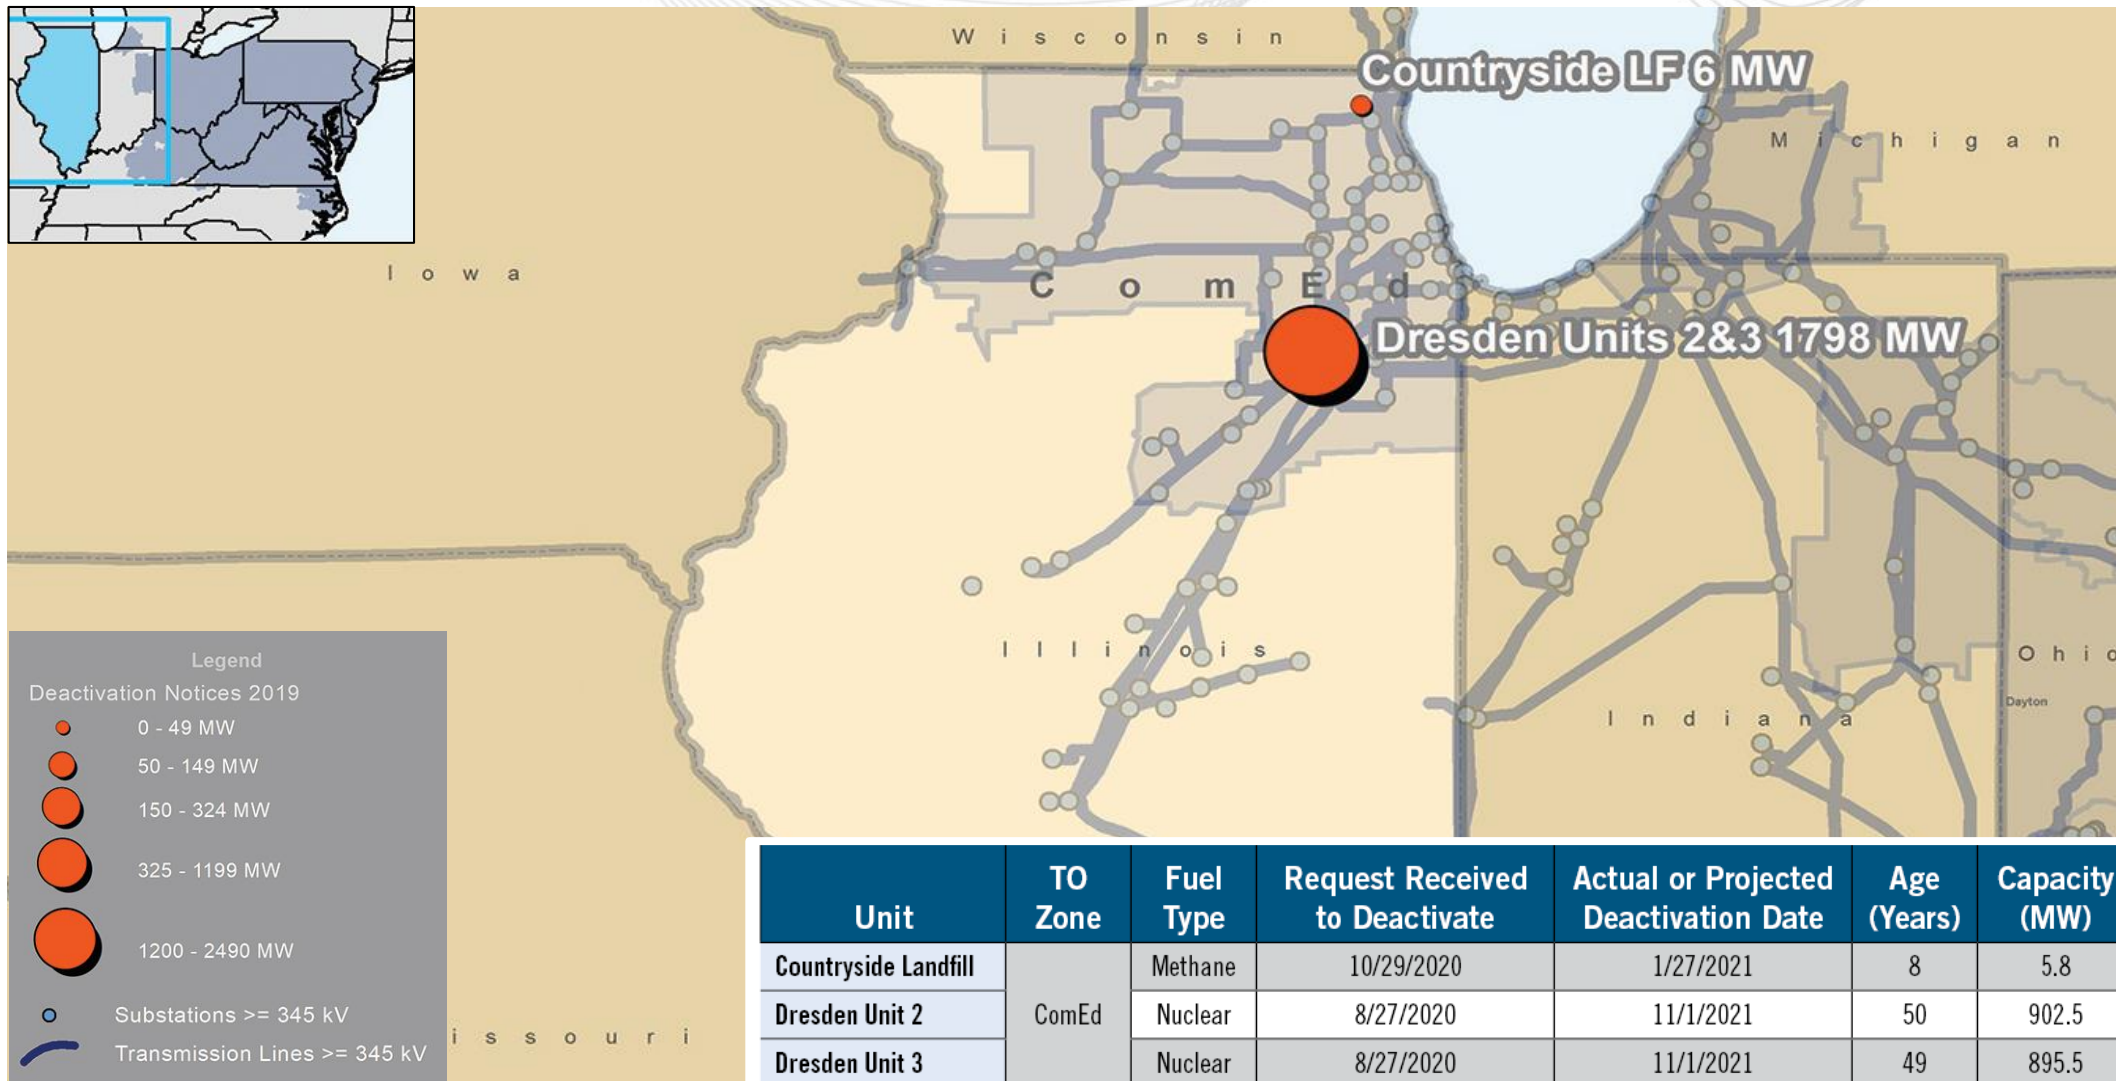 Wisconsin
Countryside LF 6 MW
Michigan
Iowa
ComEd
Dresden Units 2&3 1798 MW
Illinois
Indiana
Ohio
Dayton
issouri
Legend
Deactivation Notices 2019
0 - 49 MW
50 - 149 MW
150 - 324 MW
325 - 1199 MW
1200 - 2490 MW
Substations >= 345 kV
Transmission Lines >= 345 kV
Unit TO Zone Fuel Type Request Received to Deactivate Actual or Projected Deactivation Date Age (Years) Capacity (MW)
Countryside Landfill ComEd Methane 10/29/2020 1/27/2021 8 5.8
Dresden Unit 2 Nuclear 8/27/2020 11/1/2021 50 902.5
Dresden Unit 3 Nuclear 8/27/2020 11/1/2021 49 895.5